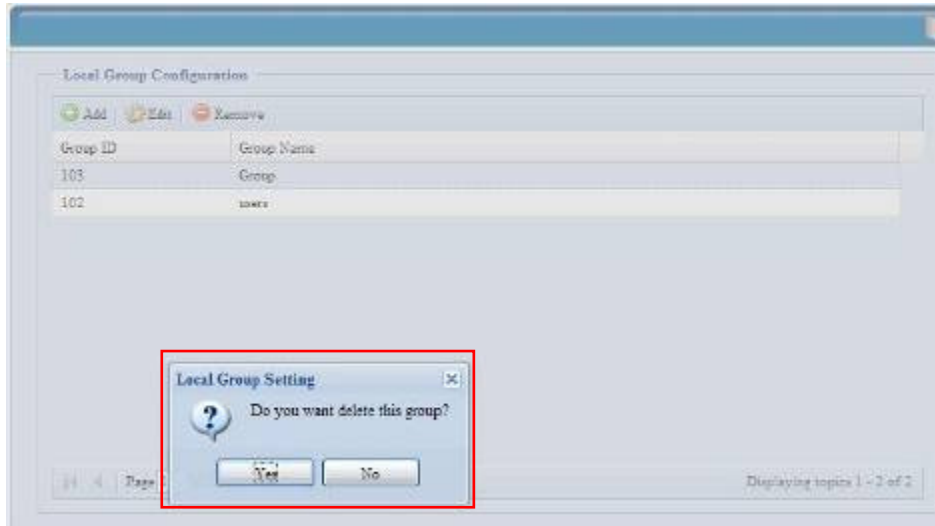 Local Group Configuration
Add Edit Remove
Group ID Group Name
103 Group
102 users
Local Group Setting
Do you want delete this group?
Yes No
Page
Displaying topics 1 - 2 of 2